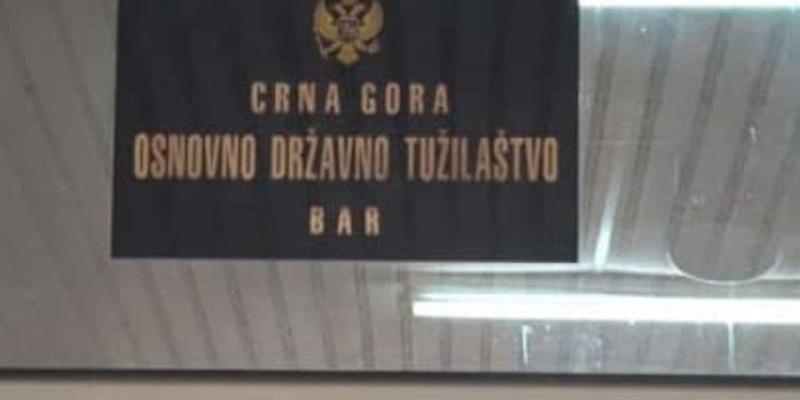 CRNA GORA
OSNOVNO DRŽAVNO TUŽILAŠTVO
BAR